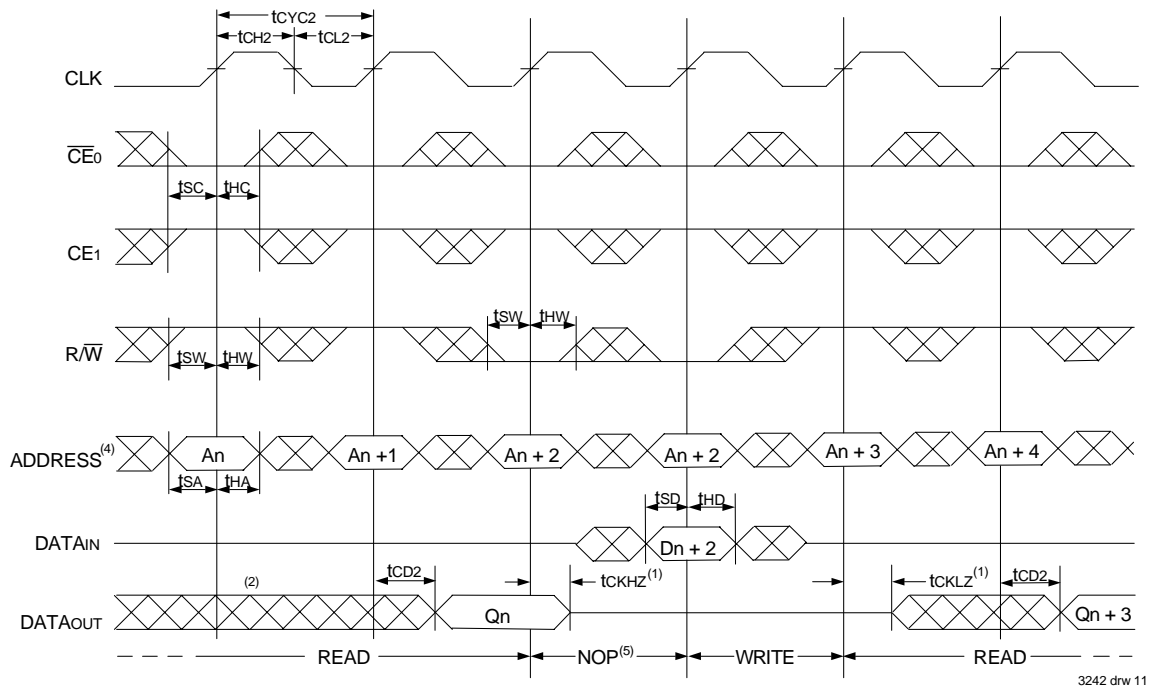 tCYC2
tCH2 tCL2
CLK
CE0
tSC tHC
CE1
tSW tHW
R/W
tSW tHW
ADDRESS(4) An An +1 An + 2 An + 2 An + 3 An + 4
tSA tHA
tSD tHD
DATAIN Dn + 2
(2) tCD2 tCKHZ(1) tCKLZ(1) tCD2
DATAOUT Qn Qn + 3
READ NOP(5) WRITE READ
3242 drw 11